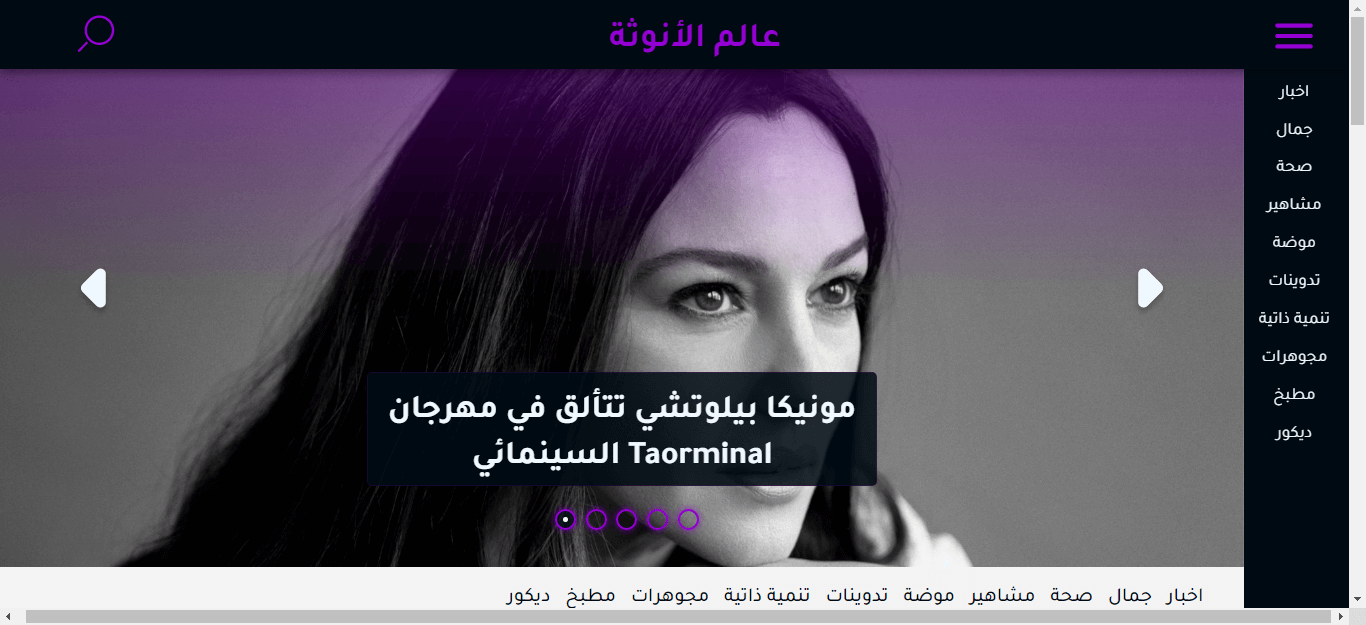 عالم الأنوثة
اخبار
جمال
صحة
مشاهير
موضة
تدوينات
تنمية ذاتية
مجوهرات
مطبخ
ديكور
مونيكا بيلوتشي تتألق في مهرجان
Taorminal السينمائي
اخبار جمال صحة مشاهير موضة تدوينات تنمية ذاتية مجوهرات مطبخ ديكور